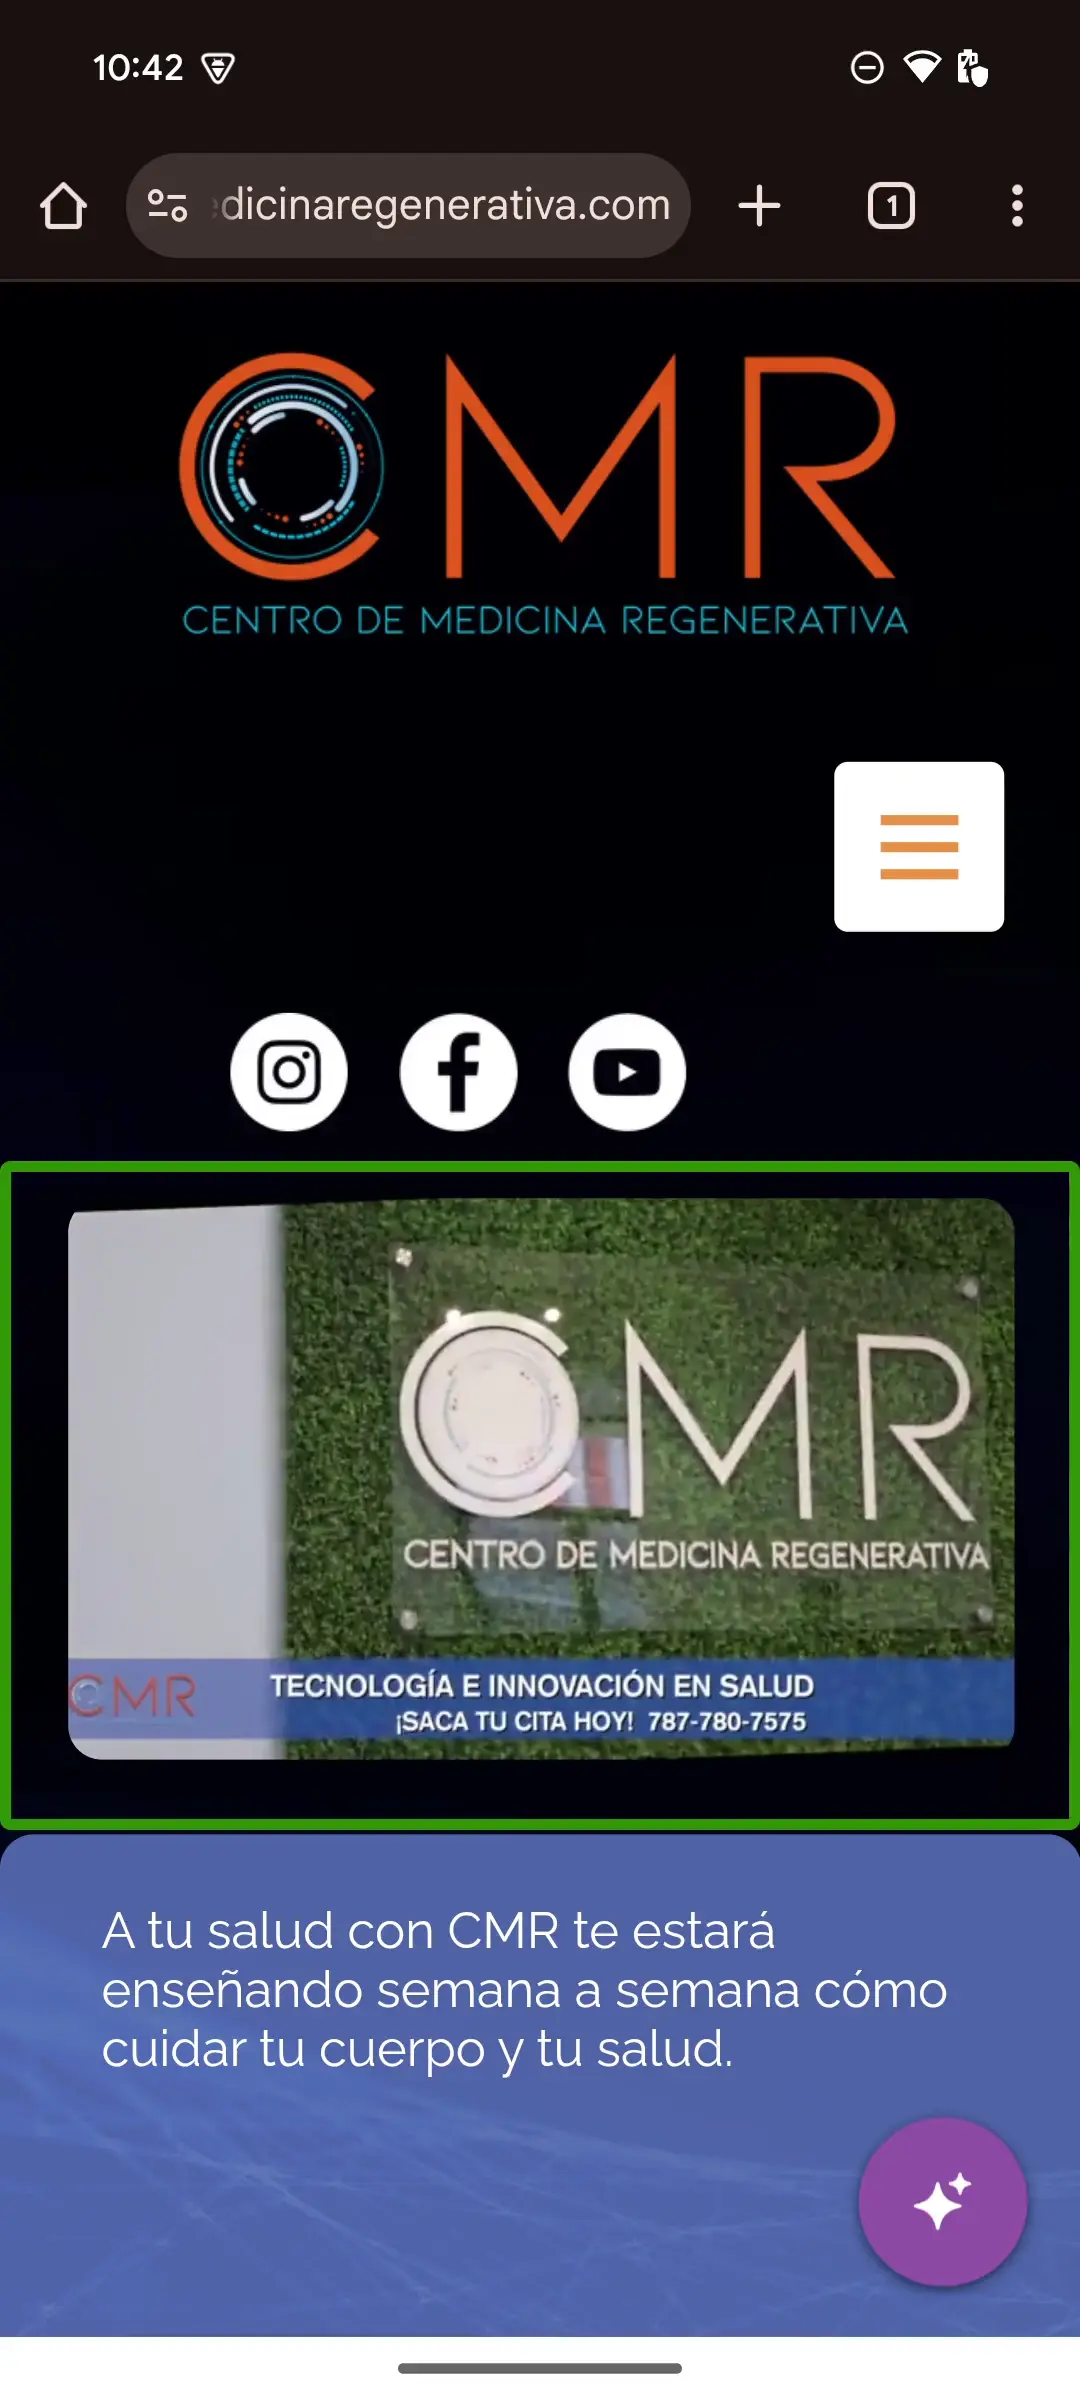 10:42
edicinaregenerativa.com
1
CMR
CENTRO DE MEDICINA REGENERATIVA
CMR
CENTRO DE MEDICINA REGENERATIVA
CMR
TECNOLOGÍA E INNOVACIÓN EN SALUD
¡SACA TU CITA HOY! 787-780-7575
A tu salud con CMR te estará
enseñando semana a semana cómo
cuidar tu cuerpo y tu salud.